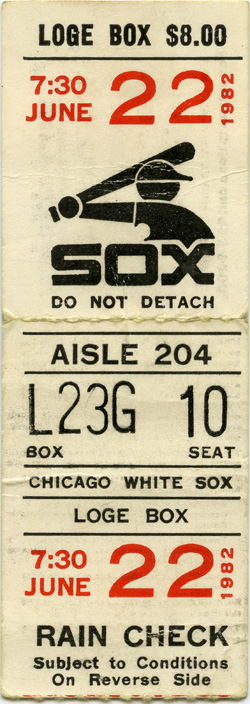 LOGE BOX $8.00
7:30 JUNE 22 1982
SOX
DO NOT DETACH
AISLE 204
L23G 10
BOX SEAT
CHICAGO WHITE SOX
LOGE BOX
7:30 JUNE 22 1982
RAIN CHECK
Subject to Conditions
On Reverse Side